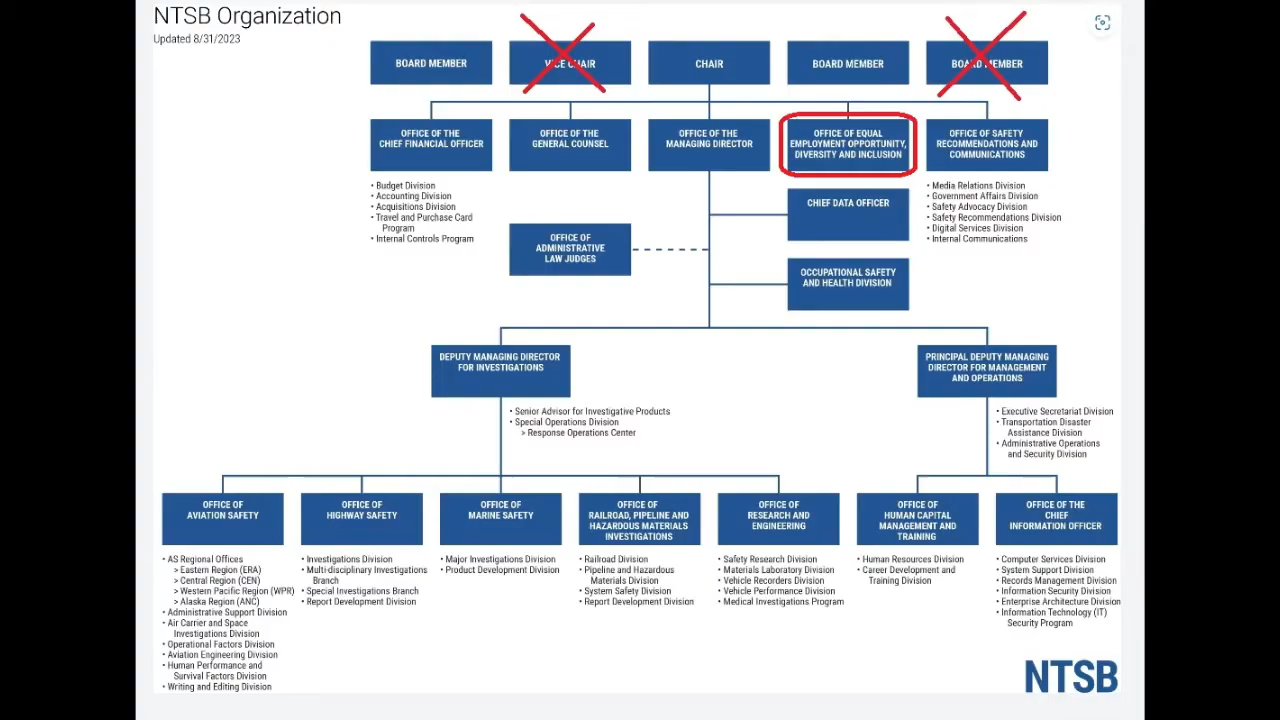 NTSB Organization
Updated 8/31/2023
BOARD MEMBER
VICE CHAIR
CHAIR
BOARD MEMBER
BOARD MEMBER
OFFICE OF THE
CHIEF FINANCIAL OFFICER
OFFICE OF THE
GENERAL COUNSEL
OFFICE OF THE
MANAGING DIRECTOR
OFFICE OF EQUAL
EMPLOYMENT OPPORTUNITY,
DIVERSITY AND INCLUSION
OFFICE OF SAFETY
RECOMMENDATIONS AND
COMMUNICATIONS
• Budget Division
• Accounting Division
• Acquisitions Division
• Travel and Purchase Card
Program
• Internal Controls Program
• Media Relations Division
• Government Affairs Division
• Safety Advocacy Division
• Safety Recommendations Division
• Digital Services Division
• Internal Communications
CHIEF DATA OFFICER
OFFICE OF
ADMINISTRATIVE
LAW JUDGES
OCCUPATIONAL SAFETY
AND HEALTH DIVISION
DEPUTY MANAGING DIRECTOR
FOR INVESTIGATIONS
PRINCIPAL DEPUTY MANAGING
DIRECTOR FOR MANAGEMENT
AND OPERATIONS
• Senior Advisor for Investigative Products
• Special Operations Division
> Response Operations Center
• Executive Secretariat Division
• Transportation Disaster
Assistance Division
• Administrative Operations
and Security Division
OFFICE OF
AVIATION SAFETY
OFFICE OF
HIGHWAY SAFETY
OFFICE OF
MARINE SAFETY
OFFICE OF
RAILROAD, PIPELINE AND
HAZARDOUS MATERIALS
INVESTIGATIONS
OFFICE OF
RESEARCH AND
ENGINEERING
OFFICE OF
HUMAN CAPITAL
MANAGEMENT AND
TRAINING
OFFICE OF THE
CHIEF
INFORMATION OFFICER
• AS Regional Offices
> Eastern Region (ERA)
> Central Region (CEN)
> Western Pacific Region (WPR)
> Alaska Region (ANC)
• Administrative Support Division
• Air Carrier and Space
Investigations Division
• Operational Factors Division
• Aviation Engineering Division
• Human Performance and
Survival Factors Division
• Writing and Editing Division
• Investigations Division
• Multi-disciplinary Investigations
Branch
• Special Investigations Branch
• Report Development Division
• Major Investigations Division
• Product Development Division
• Railroad Division
• Pipeline and Hazardous
Materials Division
• System Safety Division
• Report Development Division
• Safety Research Division
• Materials Laboratory Division
• Vehicle Recorders Division
• Vehicle Performance Division
• Medical Investigations Program
• Human Resources Division
• Career Development and
Training Division
• Computer Services Division
• System Support Division
• Records Management Division
• Information Security Division
• Enterprise Architecture Division
• Information Technology (IT)
Security Program
NTSB